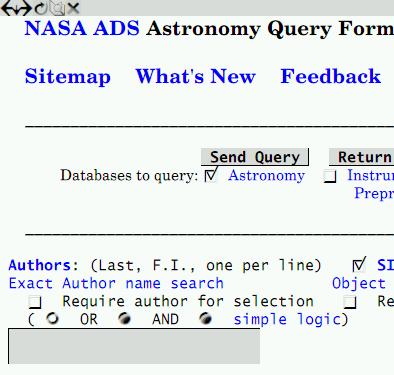 NASA ADS Astronomy Query Form
Sitemap What's New Feedback
Send Query Return
Databases to query: Astronomy Instru
Prepr
Authors: (Last, F.I., one per line) SI
Exact Author name search Object
Require author for selection Re
( OR AND simple logic)